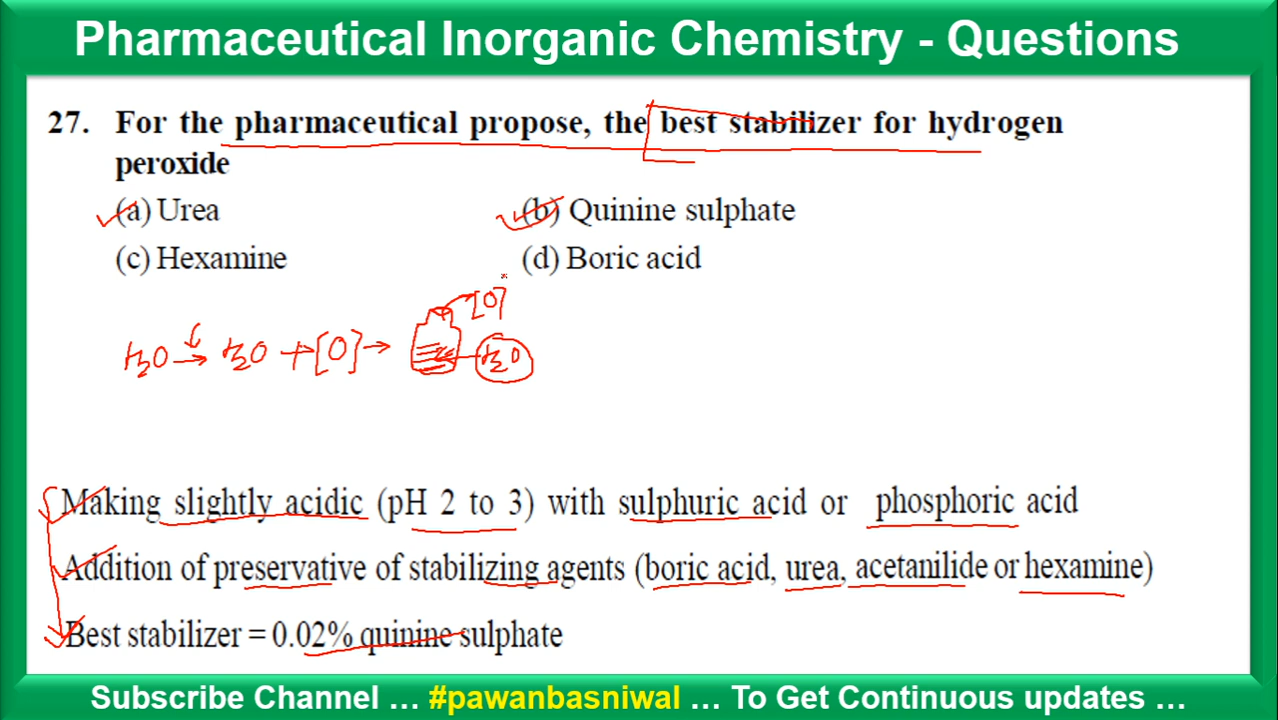 Pharmaceutical Inorganic Chemistry - Questions
27. For the pharmaceutical propose, the best stabilizer for hydrogen
peroxide
(a) Urea (b) Quinine sulphate
(c) Hexamine (d) Boric acid
[O]
H2O → H2O + [O] → H2O
Making slightly acidic (pH 2 to 3) with sulphuric acid or phosphoric acid
Addition of preservative of stabilizing agents (boric acid, urea, acetanilide or hexamine)
Best stabilizer = 0.02% quinine sulphate
Subscribe Channel … #pawanbasniwal … To Get Continuous updates …